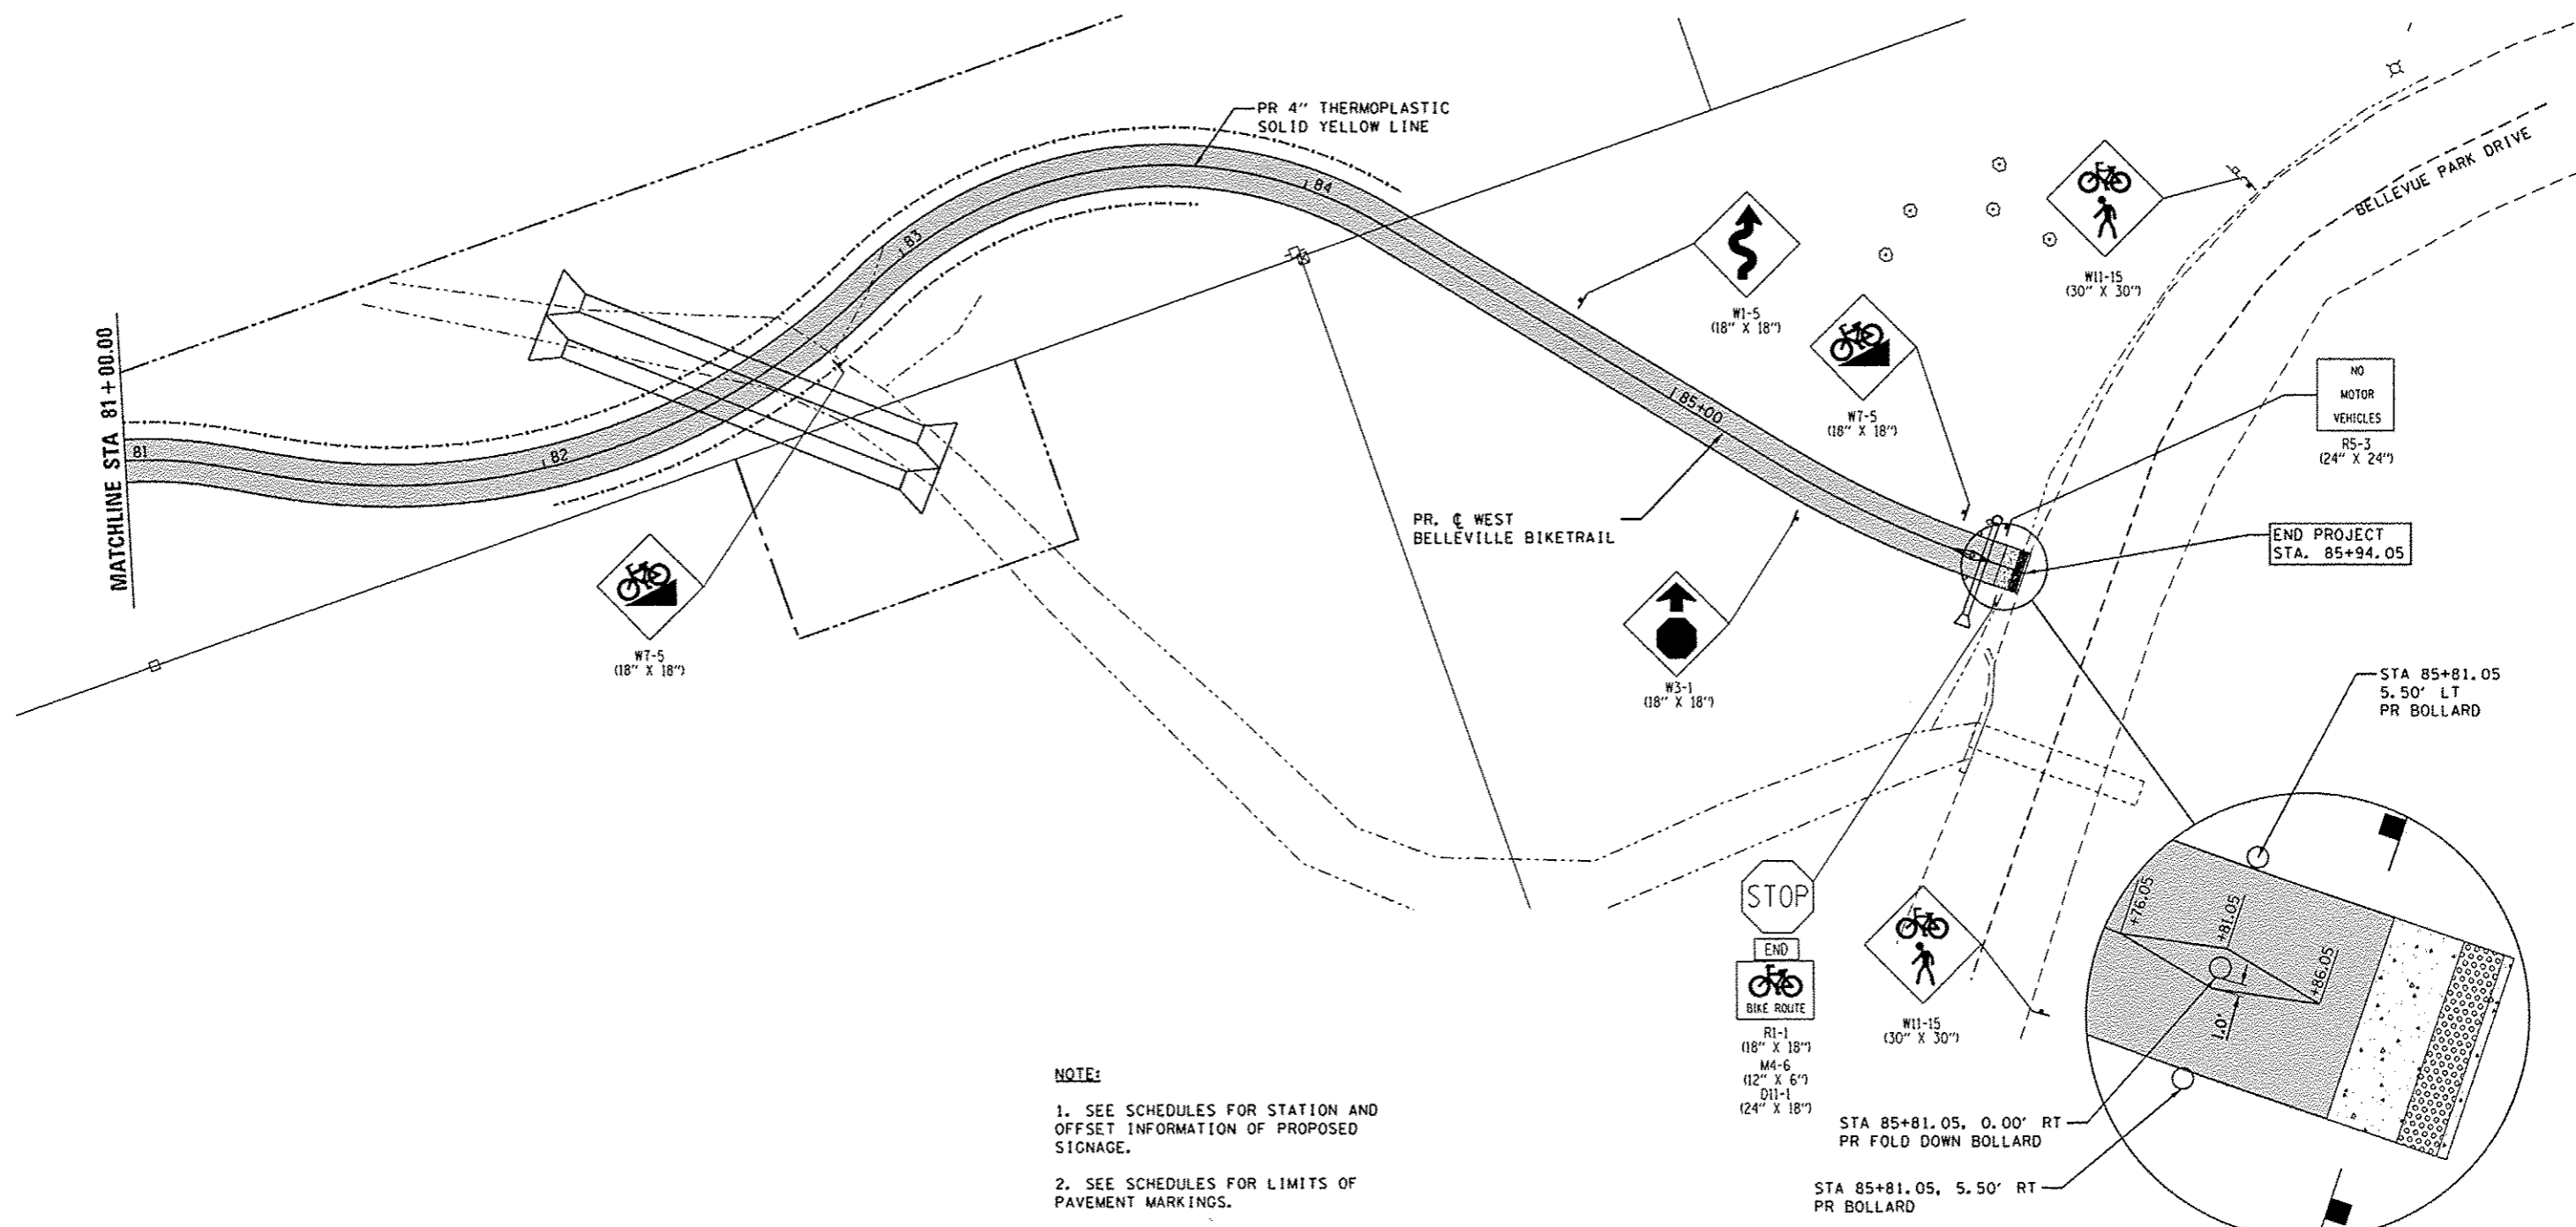 PR 4" THERMOPLASTIC
SOLID YELLOW LINE
MATCHLINE STA 81+00.00
81
82
83
84
85+00
W1-5
(18" X 18")
W7-5
(18" X 18")
W11-15
(30" X 30")
BELLEVUE PARK DRIVE
NO
MOTOR
VEHICLES
R5-3
(24" X 24")
PR. ℄ WEST
BELLEVILLE BIKETRAIL
END PROJECT
STA. 85+94.05
W7-5
(18" X 18")
W3-1
(18" X 18")
STA 85+81.05
5.50' LT
PR BOLLARD
STOP
END
BIKE ROUTE
R1-1
(18" X 18")
M4-6
(12" X 6")
D11-1
(24" X 18")
W11-15
(30" X 30")
+76.05
+81.05
+86.05
1.0'
STA 85+81.05, 0.00' RT
PR FOLD DOWN BOLLARD
STA 85+81.05, 5.50' RT
PR BOLLARD
NOTE:
1. SEE SCHEDULES FOR STATION AND
OFFSET INFORMATION OF PROPOSED
SIGNAGE.
2. SEE SCHEDULES FOR LIMITS OF
PAVEMENT MARKINGS.